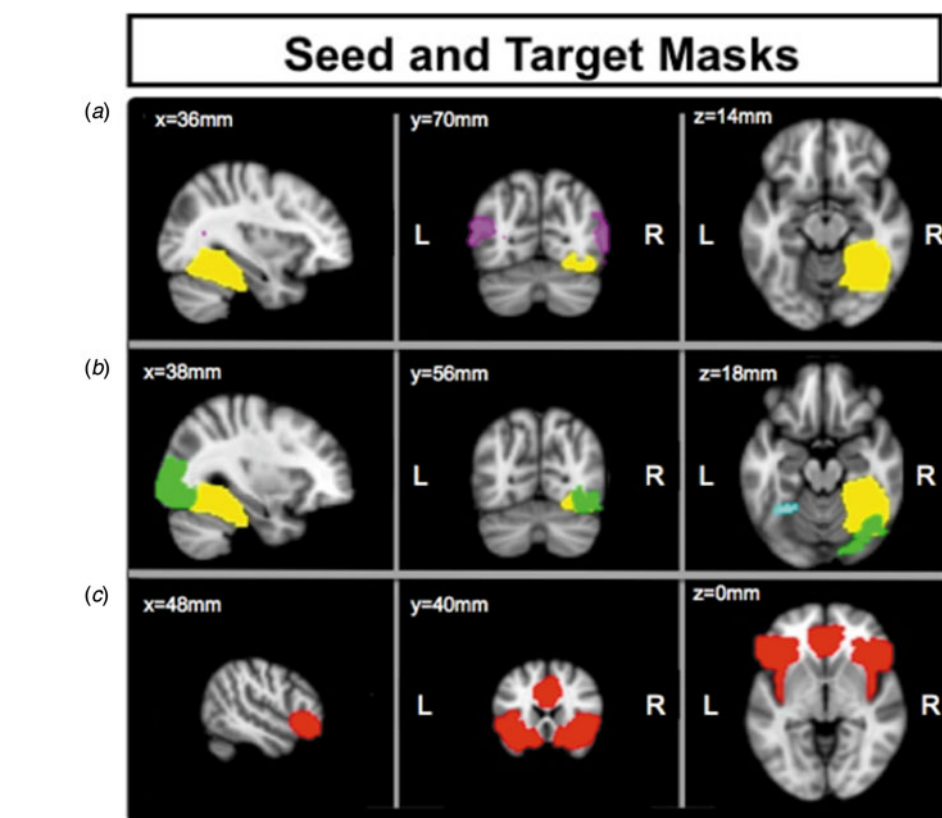 Seed and Target Masks
(a)
x=36mm
y=70mm
z=14mm
L
R
L
R
(b)
x=38mm
y=56mm
z=18mm
L
R
L
R
(c)
x=48mm
y=40mm
z=0mm
L
R
L
R